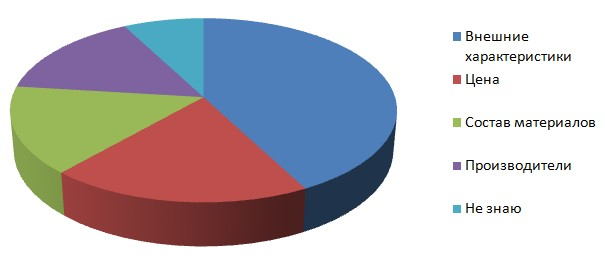 Внешние
характеристики
Цена
Состав материалов
Производители
Не знаю